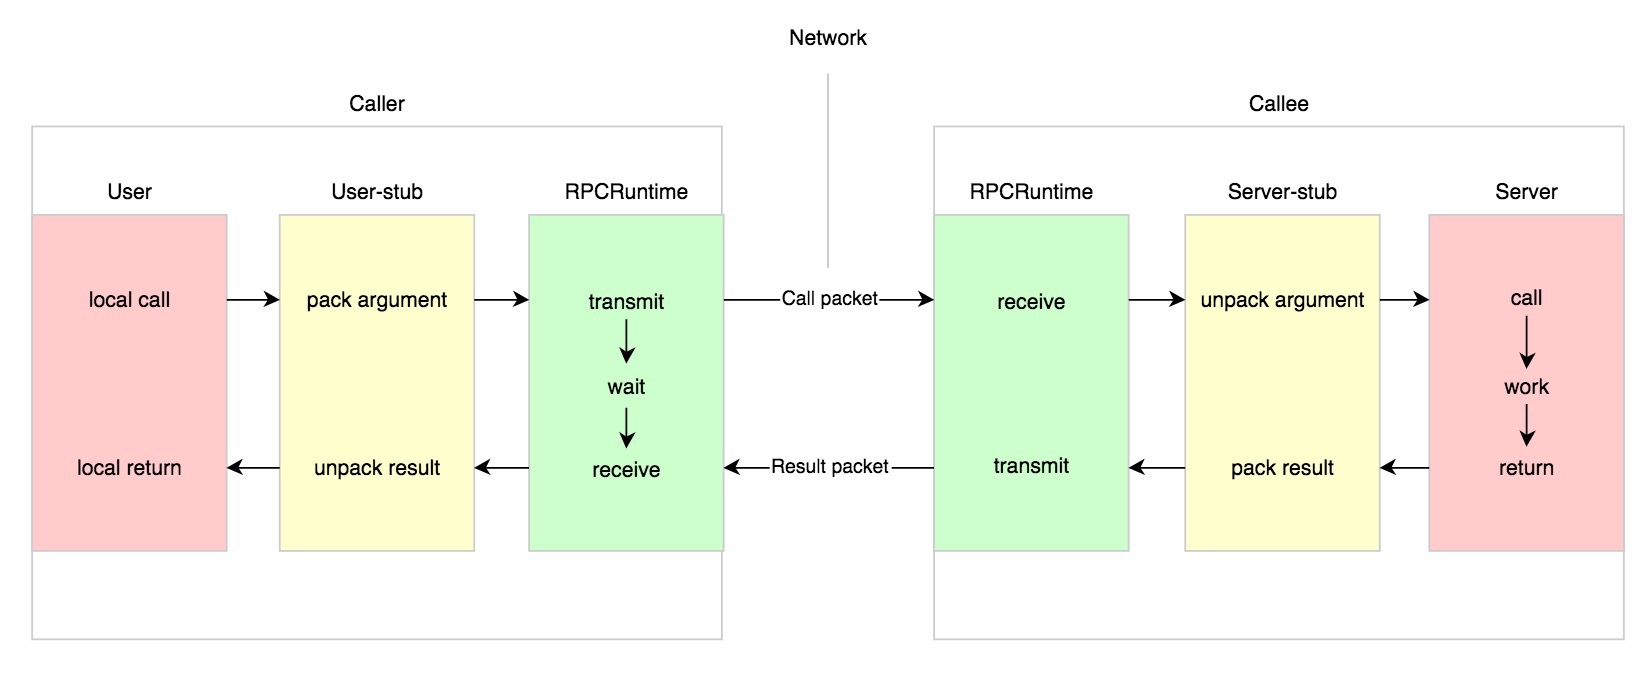 Network
Caller
Callee
User
User-stub
RPCRuntime
RPCRuntime
Server-stub
Server
local call
pack argument
transmit
Call packet
receive
unpack argument
call
wait
work
local return
unpack result
receive
Result packet
transmit
pack result
return